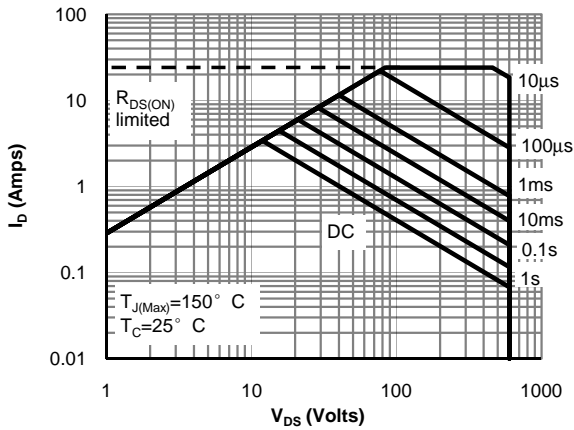 100
10
1
0.1
0.01
I_D (Amps)
R_DS(ON)
limited
10µs
100µs
1ms
10ms
0.1s
1s
DC
T_J(Max)=150° C
T_C=25° C
1
10
100
1000
V_DS (Volts)